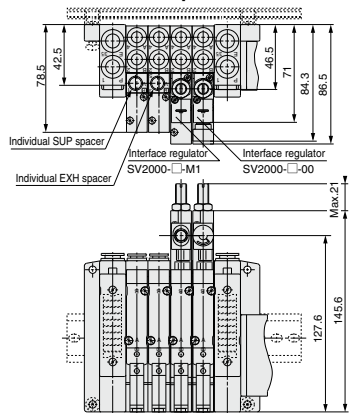 78.5
42.5
46.5
71
84.3
86.5
Individual SUP spacer
Individual EXH spacer
Interface regulator
SV2000-□-M1
Interface regulator
SV2000-□-00
Max.21
127.6
145.6